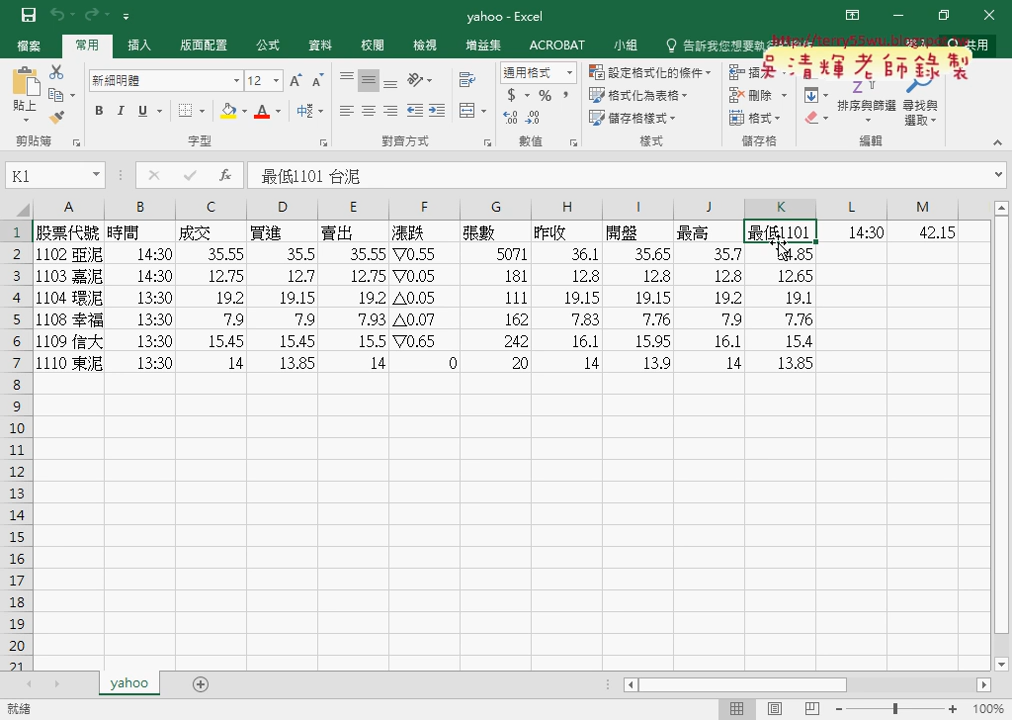 yahoo - Excel
http://terry55wu.blogspot.tw
吳清輝老師錄製
檔案 常用 插入 版面配置 公式 資料 校閱 檢視 增益集 ACROBAT 小組 告訴我您想要 共用
貼上
剪貼簿
新細明體 12
B I U A 中
字型
對齊方式
通用格式
$ % ,
數值
設定格式化的條件
格式化為表格
儲存格樣式
樣式
刪除
格式
儲存格
排序與篩選 尋找與選取
編輯
K1 fx 最低1101 台泥
A B C D E F G H I J K L M
1 股票代號 時間 成交 買進 賣出 漲跌 張數 昨收 開盤 最高 最低1101 14:30 42.15
2 1102 亞泥 14:30 35.55 35.5 35.55 ▽0.55 5071 36.1 35.65 35.7 4.85
3 1103 嘉泥 14:30 12.75 12.7 12.75 ▽0.05 181 12.8 12.8 12.8 12.65
4 1104 環泥 13:30 19.2 19.15 19.2 △0.05 111 19.15 19.15 19.2 19.1
5 1108 幸福 13:30 7.9 7.9 7.93 △0.07 162 7.83 7.76 7.9 7.76
6 1109 信大 13:30 15.45 15.45 15.5 ▽0.65 242 16.1 15.95 16.1 15.4
7 1110 東泥 13:30 14 13.85 14 0 20 14 13.9 14 13.85
8
9
10
11
12
13
14
15
16
17
18
19
20
21
yahoo
就緒 100%